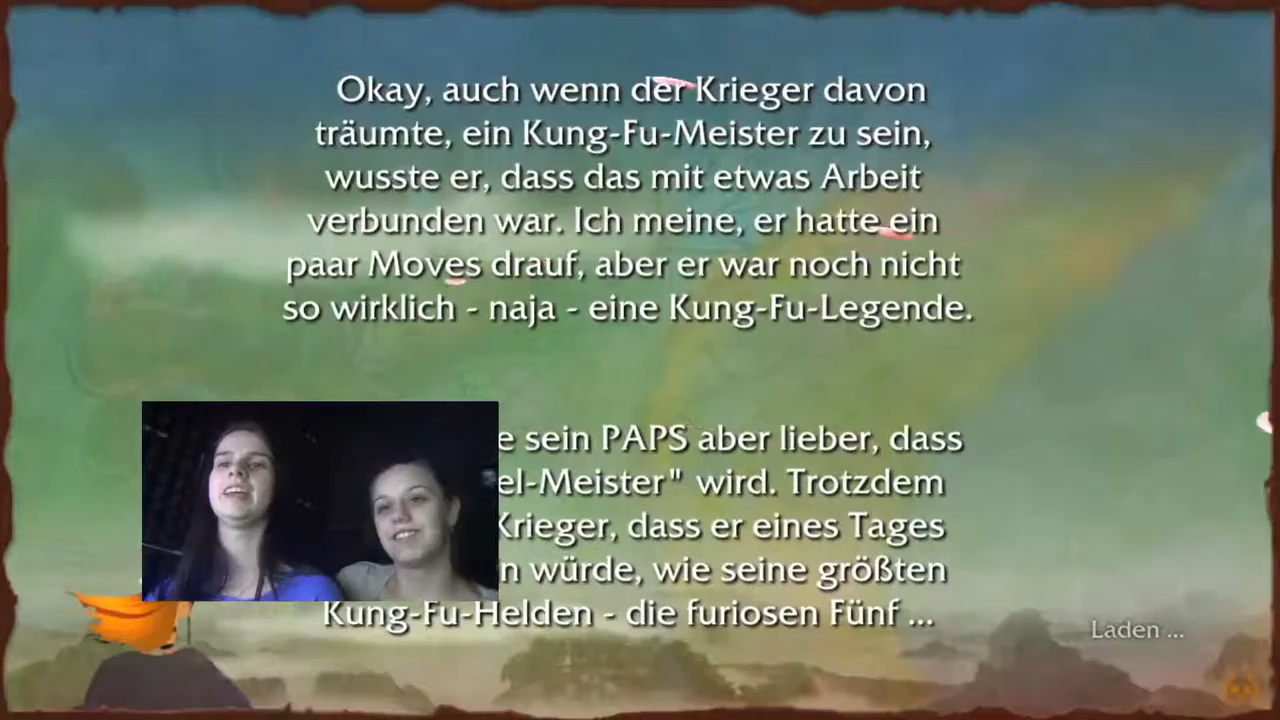 Okay, auch wenn der Krieger davon
träumte, ein Kung-Fu-Meister zu sein,
wusste er, dass das mit etwas Arbeit
verbunden war. Ich meine, er hatte ein
paar Moves drauf, aber er war noch nicht
so wirklich - naja - eine Kung-Fu-Legende.
sein PAPS aber lieber, dass
wird. Trotzdem
Krieger, dass er eines Tages
würde, wie seine größten
Kung-Fu-Helden - die furiosen Fünf ...
Laden ...